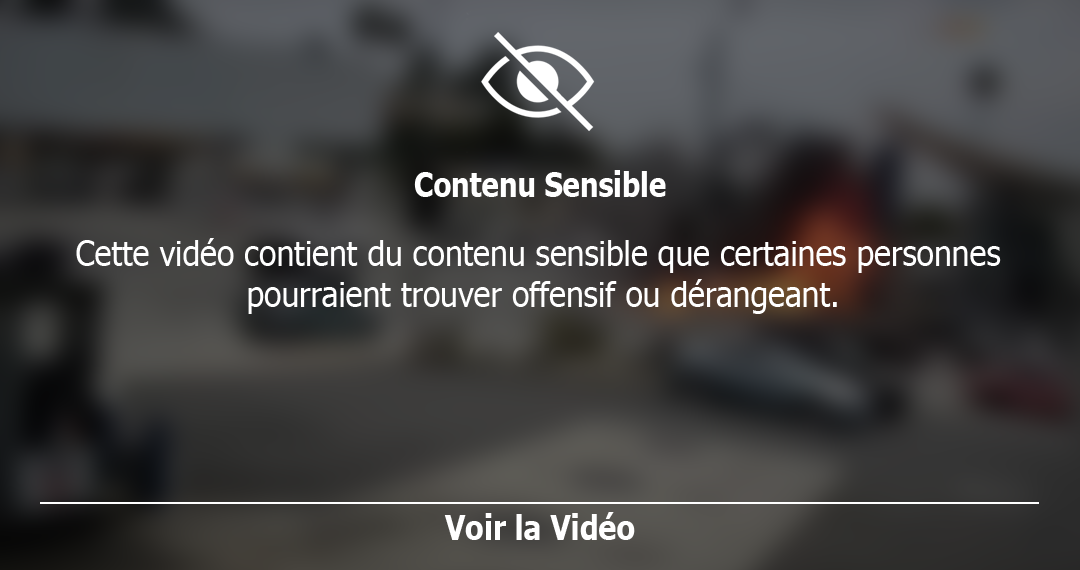 Contenu Sensible
Cette vidéo contient du contenu sensible que certaines personnes
pourraient trouver offensif ou dérangeant.
Voir la Vidéo